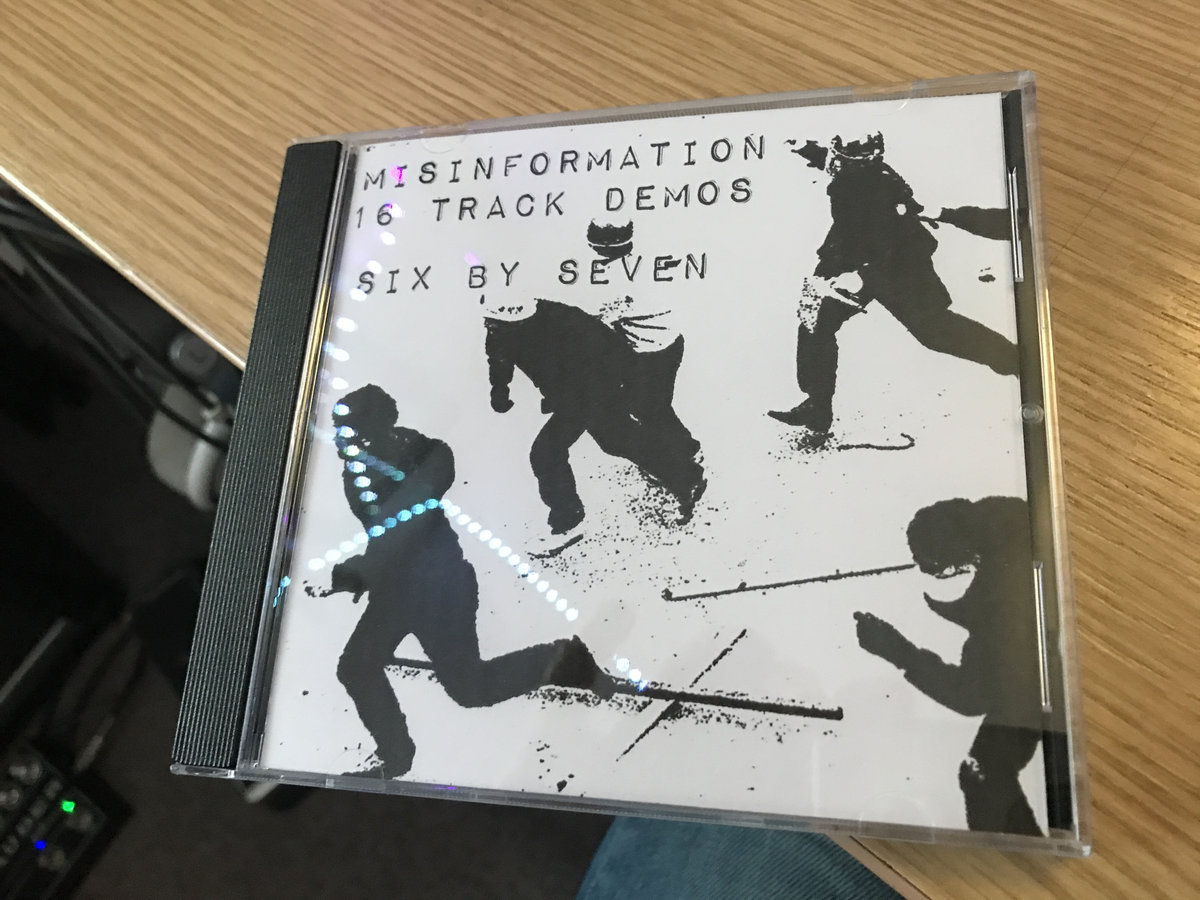 MISINFORMATION
16 TRACK DEMOS
SIX BY SEVEN